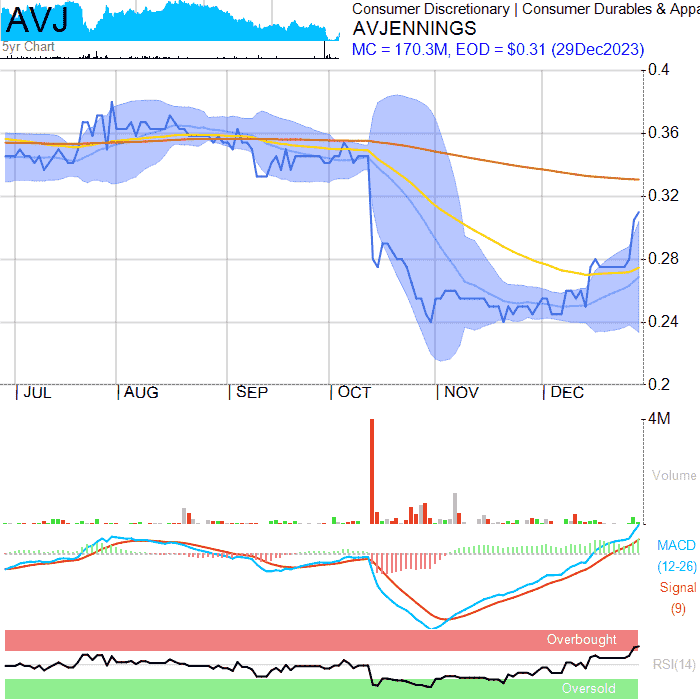 AVJ
5yr Chart
Consumer Discretionary | Consumer Durables & Appa
AVJENNINGS
MC = 170.3M, EOD = $0.31 (29Dec2023)
0.4
0.36
0.32
0.28
0.24
0.2
JUL AUG SEP OCT NOV DEC
4M
Volume
MACD
(12-26)
Signal
(9)
Overbought
RSI(14)
Oversold